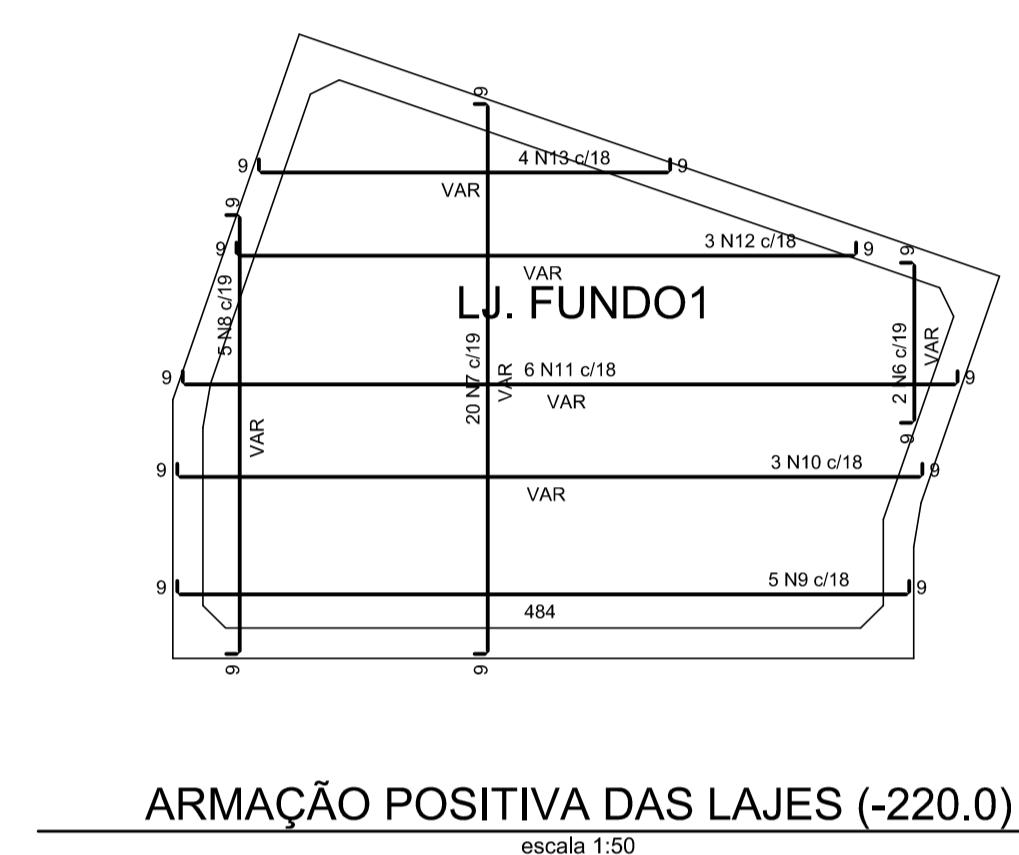 9
4 N13 c/18
9
9
VAR
9
3 N12 c/18
9
9
9
VAR
LJ. FUNDO1
5 N8 c/19
20 N7 c/19
2 N6 c/19
VAR
9
6 N11 c/18
VAR
9
VAR
VAR
9
9
3 N10 c/18
9
VAR
9
5 N9 c/18
9
484
9
9
ARMAÇÃO POSITIVA DAS LAJES (-220.0)
escala 1:50